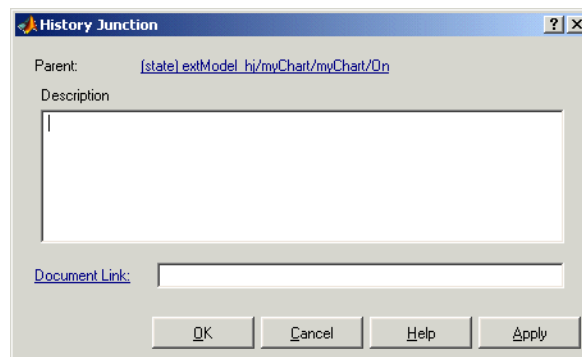 History Junction
Parent: (state) extModel_hj/myChart/myChart/On
Description
Document Link:
OK Cancel Help Apply